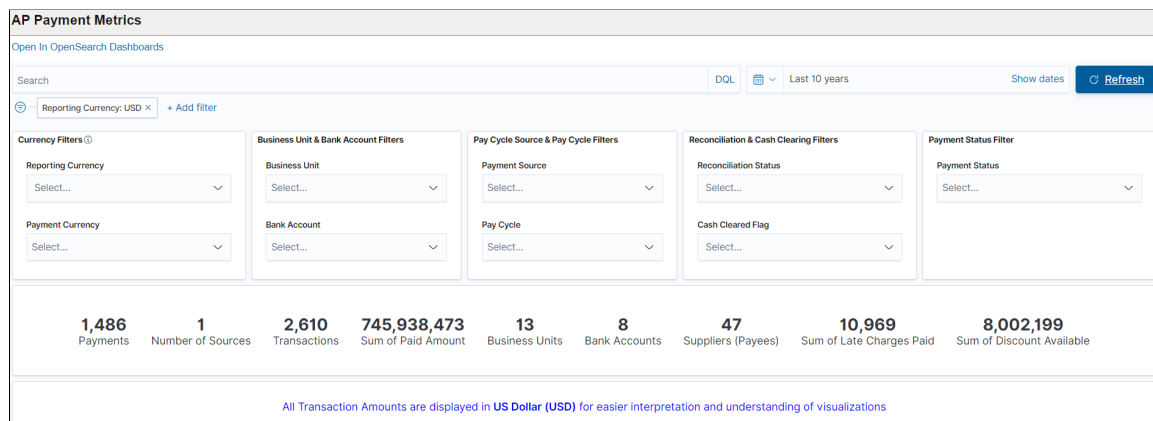 AP Payment Metrics
Open In OpenSearch Dashboards
Search DQL Last 10 years Show dates Refresh
Reporting Currency: USD × + Add filter
Currency Filters Business Unit & Bank Account Filters Pay Cycle Source & Pay Cycle Filters Reconciliation & Cash Clearing Filters Payment Status Filter
Reporting Currency Business Unit Payment Source Reconciliation Status Payment Status
Select... Select... Select... Select... Select...
Payment Currency Bank Account Pay Cycle Cash Cleared Flag
Select... Select... Select... Select...
1,486 1 2,610 745,938,473 13 8 47 10,969 8,002,199
Payments Number of Sources Transactions Sum of Paid Amount Business Units Bank Accounts Suppliers (Payees) Sum of Late Charges Paid Sum of Discount Available
All Transaction Amounts are displayed in US Dollar (USD) for easier interpretation and understanding of visualizations